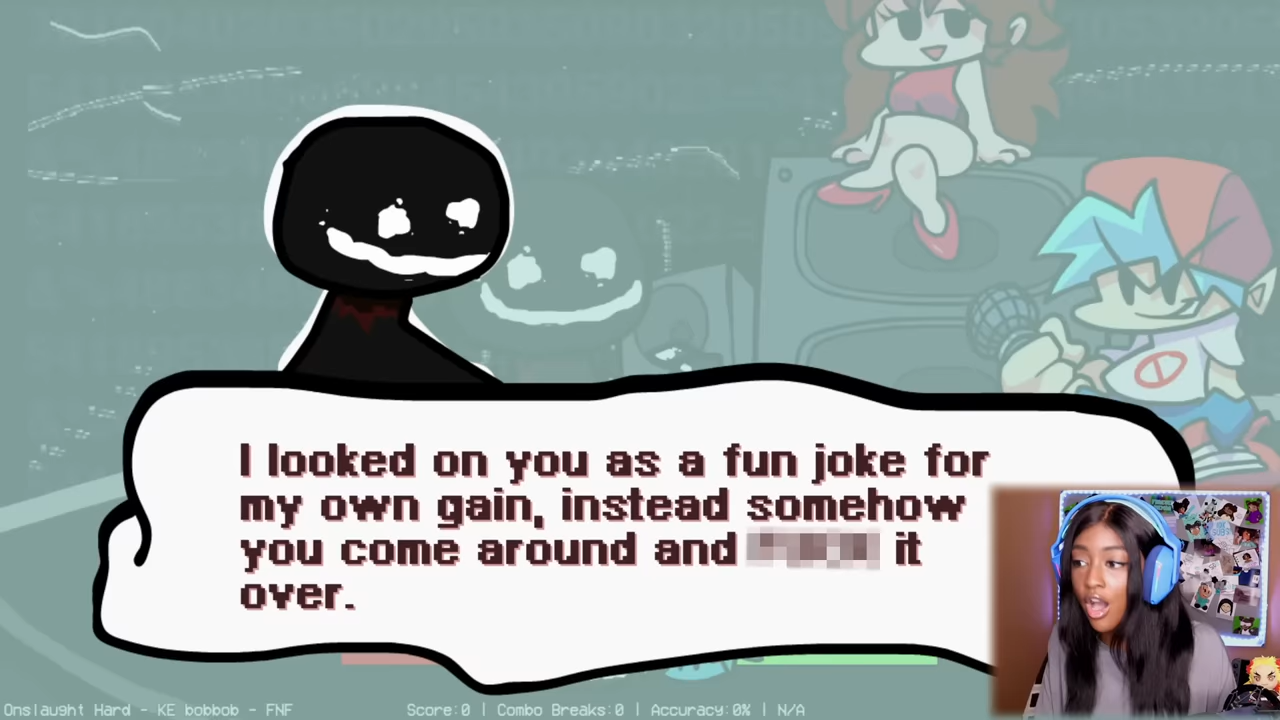 I looked on you as a fun joke for
my own gain, instead somehow
you come around and it
over.
Onslaught Hard - KE bobbob - FNF
Score:0 | Combo Breaks:0 | Accuracy:0% | N/A